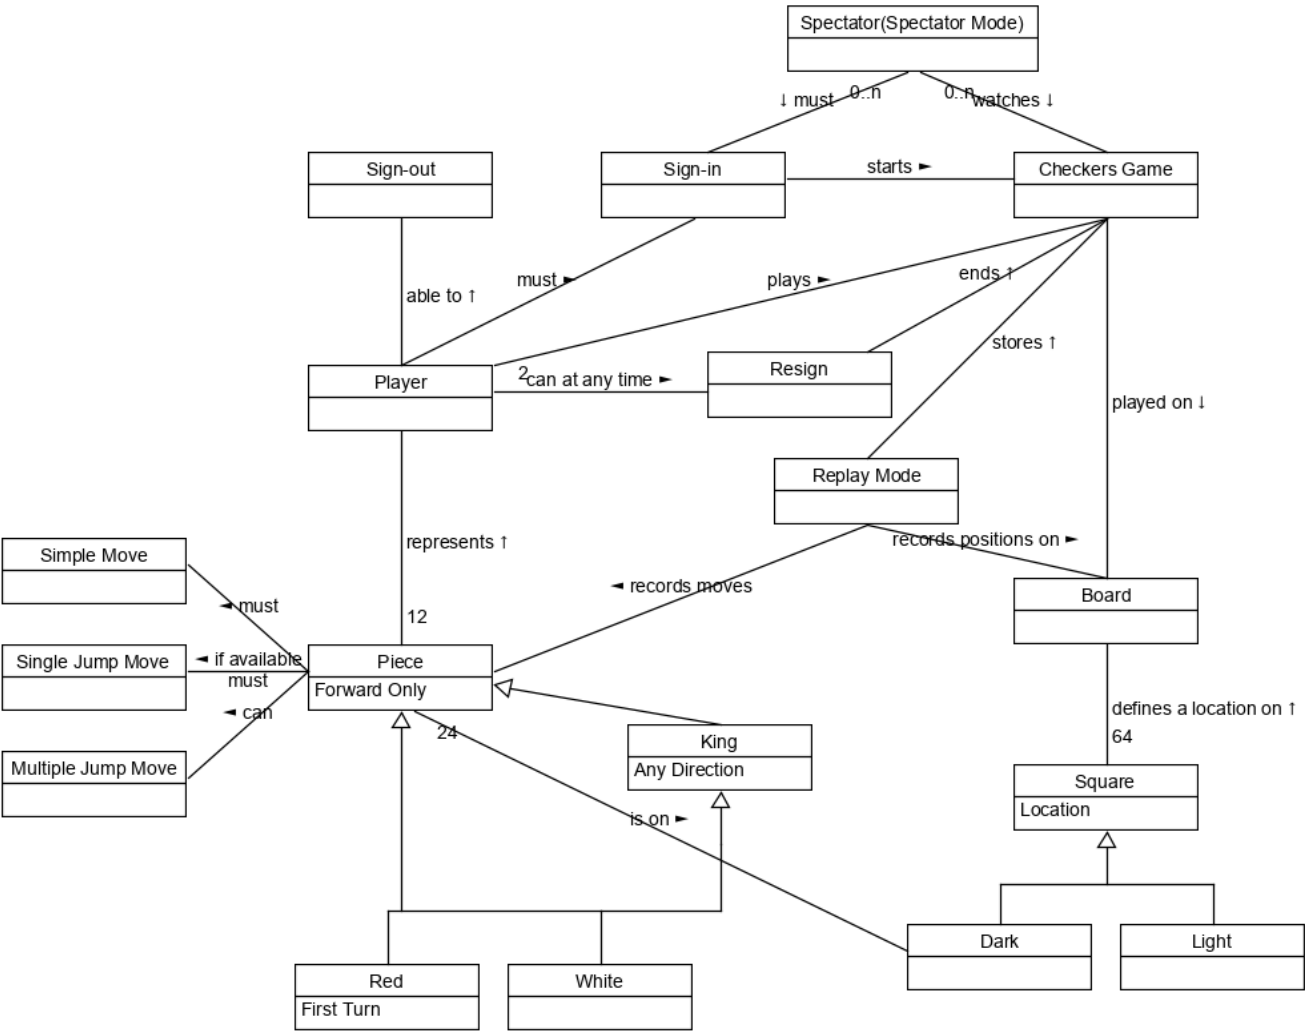 Spectator(Spectator Mode)
↓ must
0..n
0..n
watches ↓
Sign-out
Sign-in
starts ►
Checkers Game
must ►
plays ►
ends ↑
able to ↑
stores ↑
Player
2
can at any time ►
Resign
played on ↓
Replay Mode
represents ↑
records positions on ►
Simple Move
◄ records moves
Board
◄ must
12
Single Jump Move
◄ if available
must
Piece
Forward Only
◄ can
24
defines a location on ↑
64
King
Any Direction
Multiple Jump Move
Square
Location
is on ►
Dark
Light
Red
First Turn
White